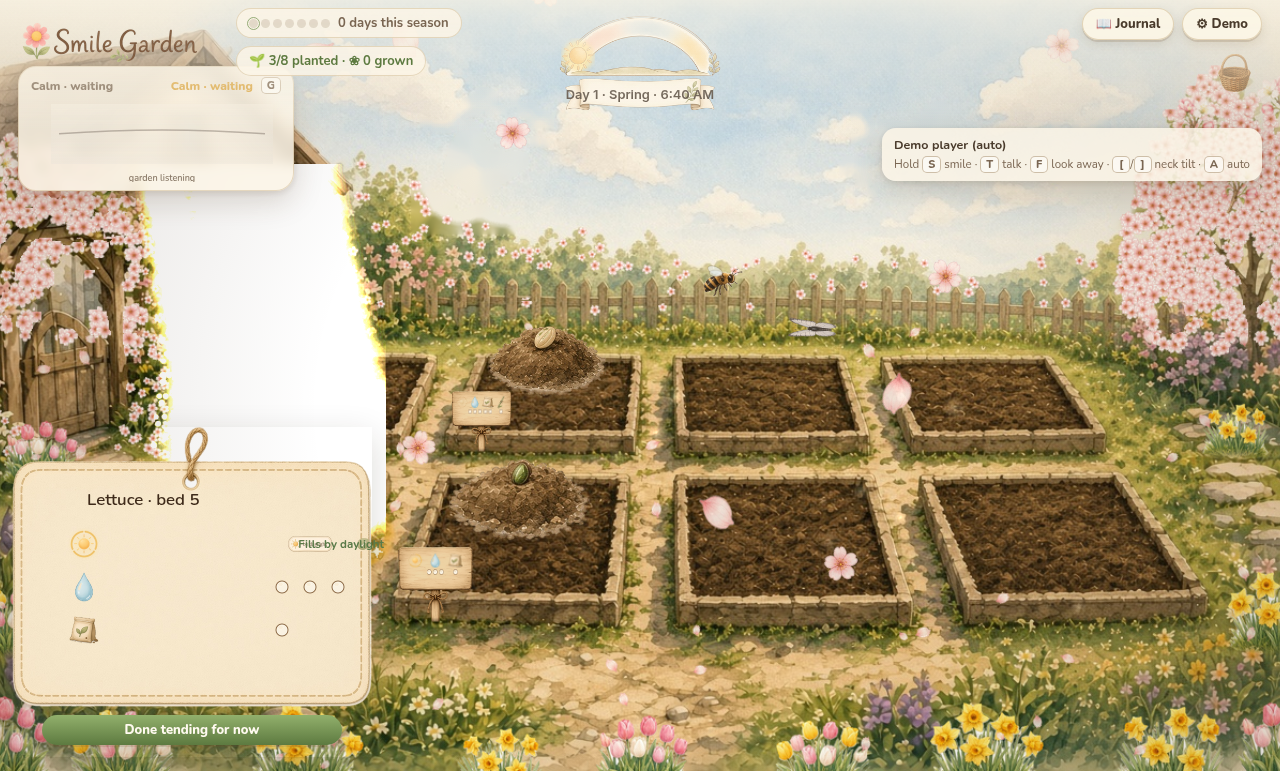 Smile Garden
0 days this season
🌱 3/8 planted · ❀ 0 grown
Calm · waiting
Calm · waiting
G
garden listening
Day 1 · Spring · 6:40 AM
📖 Journal
⚙ Demo
Demo player (auto)
Hold S smile · T talk · F look away · [ / ] neck tilt · A auto
Lettuce · bed 5
Fills by daylight
Done tending for now